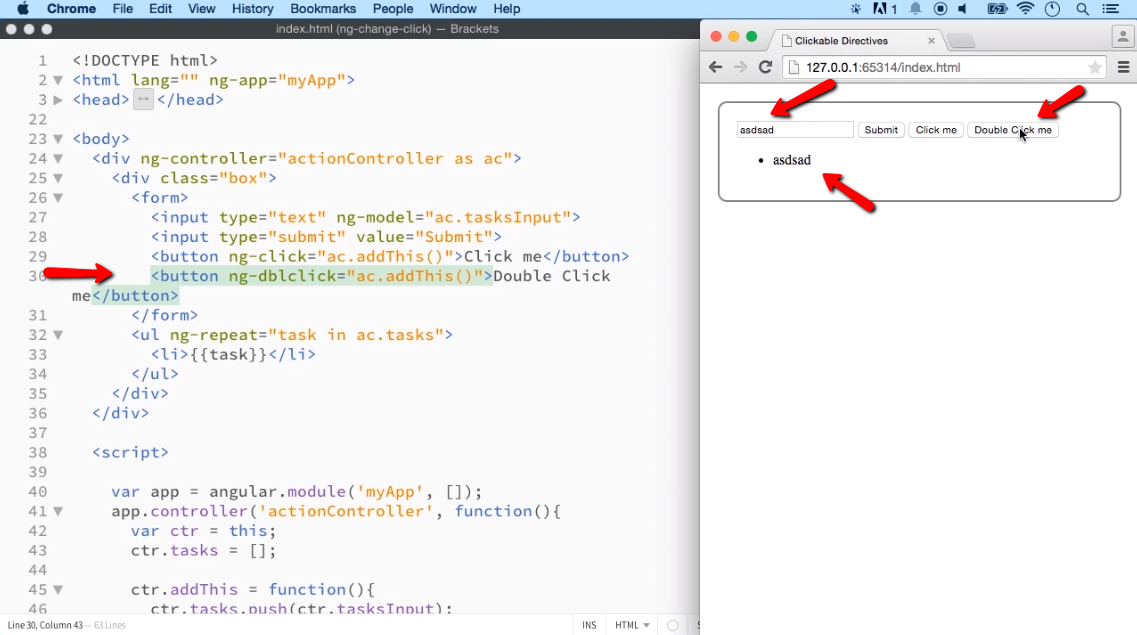 Chrome File Edit View History Bookmarks People Window Help 1
index.html (ng-change-click) — Brackets
1 <!DOCTYPE html>
2 <html lang="" ng-app="myApp">
3 <head> </head>
22
23 <body>
24 <div ng-controller="actionController as ac">
25 <div class="box">
26 <form>
27 <input type="text" ng-model="ac.tasksInput">
28 <input type="submit" value="Submit">
29 <button ng-click="ac.addThis()">Click me</button>
30 <button ng-dblclick="ac.addThis()">Double Click
me</button>
31 </form>
32 <ul ng-repeat="task in ac.tasks">
33 <li>{{task}}</li>
34 </ul>
35 </div>
36 </div>
37
38 <script>
39
40 var app = angular.module('myApp', []);
41 app.controller('actionController', function(){
42 var ctr = this;
43 ctr.tasks = [];
44
45 ctr.addThis = function(){
46 ctr.tasks.push(ctr.tasksInput);
Line 30, Column 43 — 63 Lines INS HTML
Clickable Directives
127.0.0.1:65314/index.html
asdsad Submit Click me Double Click me
• asdsad